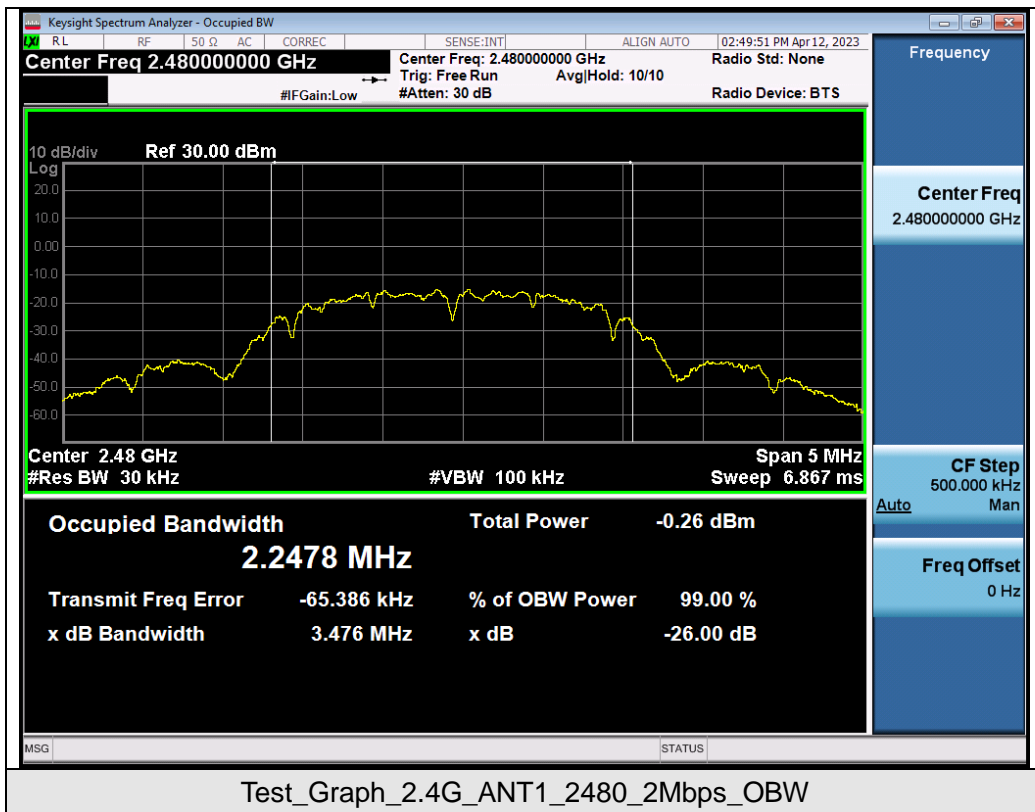 Keysight Spectrum Analyzer - Occupied BW
LXI RL RF 50 Ω AC CORREC SENSE:INT ALIGN AUTO 02:49:51 PM Apr 12, 2023
Center Freq 2.480000000 GHz
#IFGain:Low
Center Freq: 2.480000000 GHz
Trig: Free Run Avg|Hold: 10/10
#Atten: 30 dB
Radio Std: None
Radio Device: BTS
10 dB/div Ref 30.00 dBm
Log
20.0
10.0
0.00
-10.0
-20.0
-30.0
-40.0
-50.0
-60.0
Center 2.48 GHz Span 5 MHz
#Res BW 30 kHz #VBW 100 kHz Sweep 6.867 ms
Occupied Bandwidth Total Power -0.26 dBm
2.2478 MHz
Transmit Freq Error -65.386 kHz % of OBW Power 99.00 %
x dB Bandwidth 3.476 MHz x dB -26.00 dB
Frequency
Center Freq
2.480000000 GHz
CF Step
500.000 kHz
Auto Man
Freq Offset
0 Hz
MSG STATUS
Test_Graph_2.4G_ANT1_2480_2Mbps_OBW